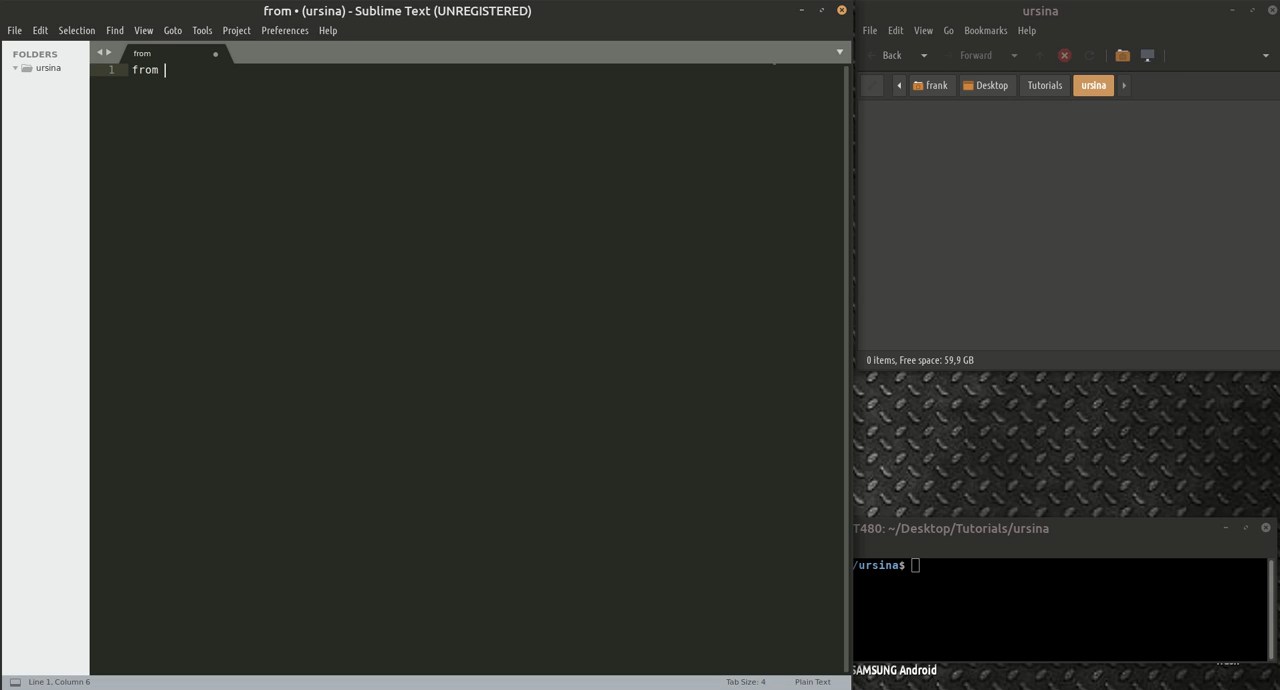 from • (ursina) - Sublime Text (UNREGISTERED)
File Edit Selection Find View Goto Tools Project Preferences Help
FOLDERS
ursina
from
1 from
Line 1, Column 6
Tab Size: 4
Plain Text
ursina
File Edit View Go Bookmarks Help
Back
Forward
frank
Desktop
Tutorials
ursina
0 items, Free space: 59,9 GB
T480: ~/Desktop/Tutorials/ursina
/ursina$
SAMSUNG Android